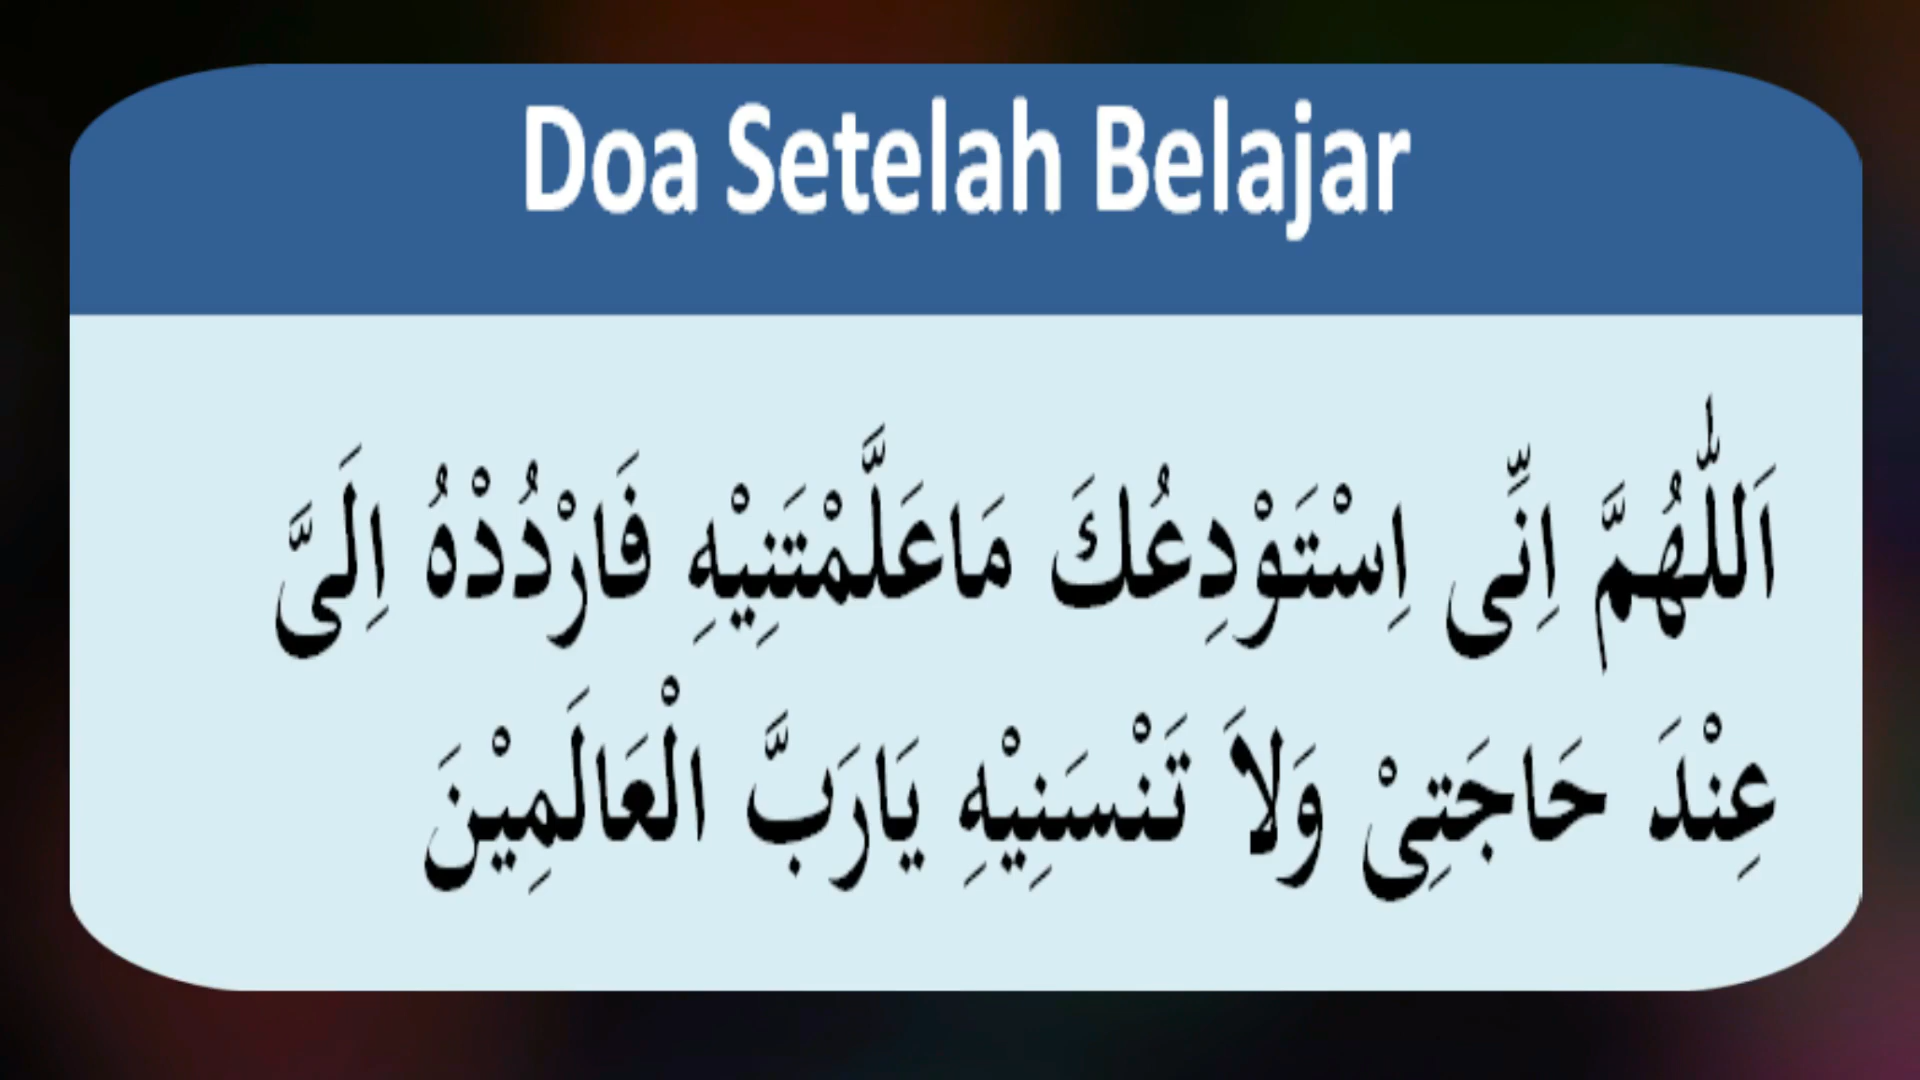 Doa Setelah Belajar
اَللّٰهُمَّ اِنِّى اِسْتَوْدِعُكَ مَاعَلَّمْتَنِيْهِ فَارْدُدْهُ اِلَىَّ
عِنْدَ حَاجَتِىْ وَلاَ تَنْسَنِيْهِ يَارَبَّ الْعَالَمِيْنَ